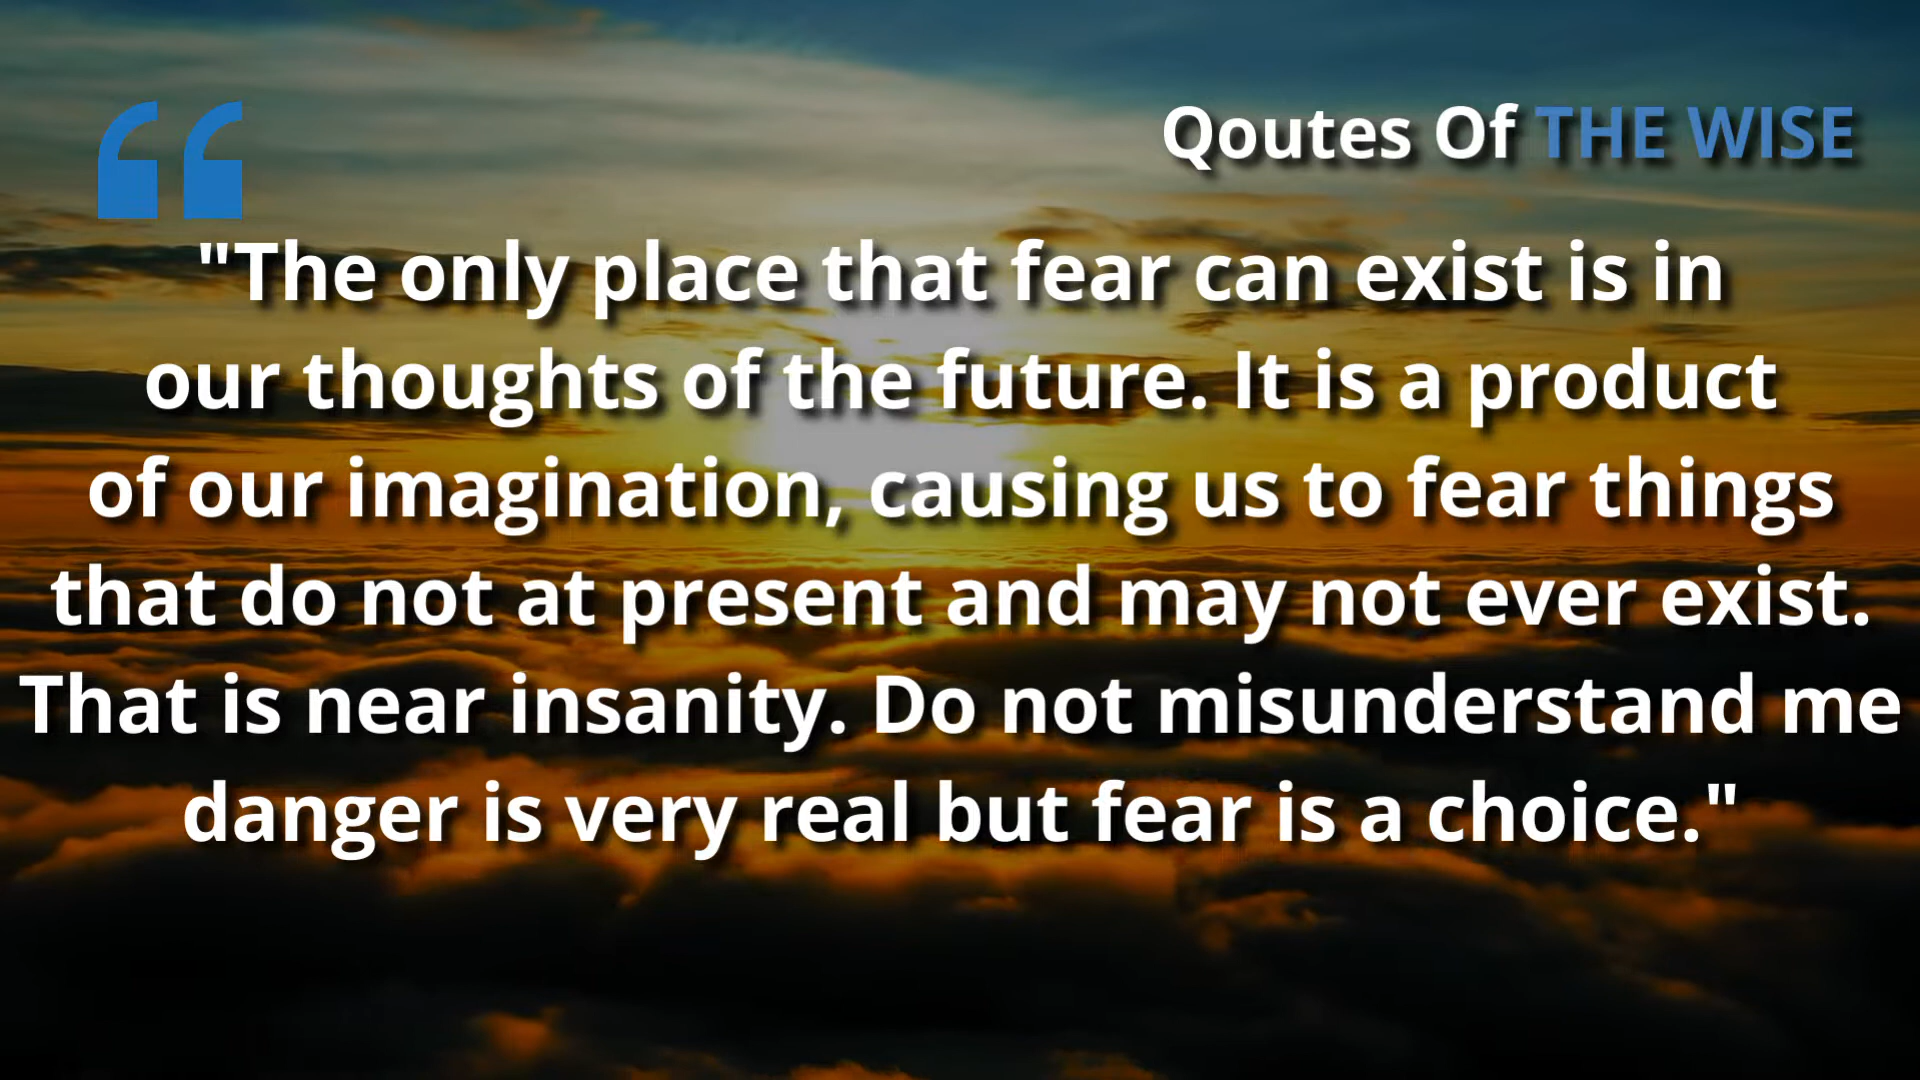 Qoutes Of THE WISE
"The only place that fear can exist is in
our thoughts of the future. It is a product
of our imagination, causing us to fear things
that do not at present and may not ever exist.
That is near insanity. Do not misunderstand me
danger is very real but fear is a choice."